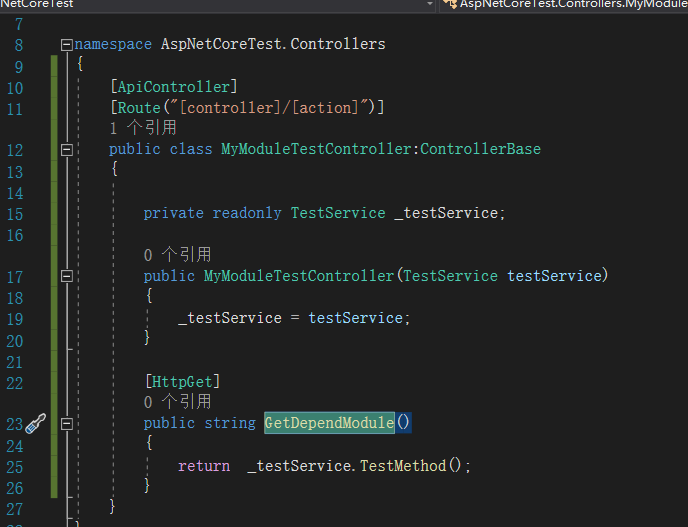 NetCoreTest AspNetCoreTest.Controllers.MyModule
7
8 namespace AspNetCoreTest.Controllers
9 {
10 [ApiController]
11 [Route("[controller]/[action]")]
1 个引用
12 public class MyModuleTestController:ControllerBase
13 {
14
15 private readonly TestService _testService;
16
0 个引用
17 public MyModuleTestController(TestService testService)
18 {
19 _testService = testService;
20 }
21
22 [HttpGet]
0 个引用
23 public string GetDependModule()
24 {
25 return _testService.TestMethod();
26 }
27 }